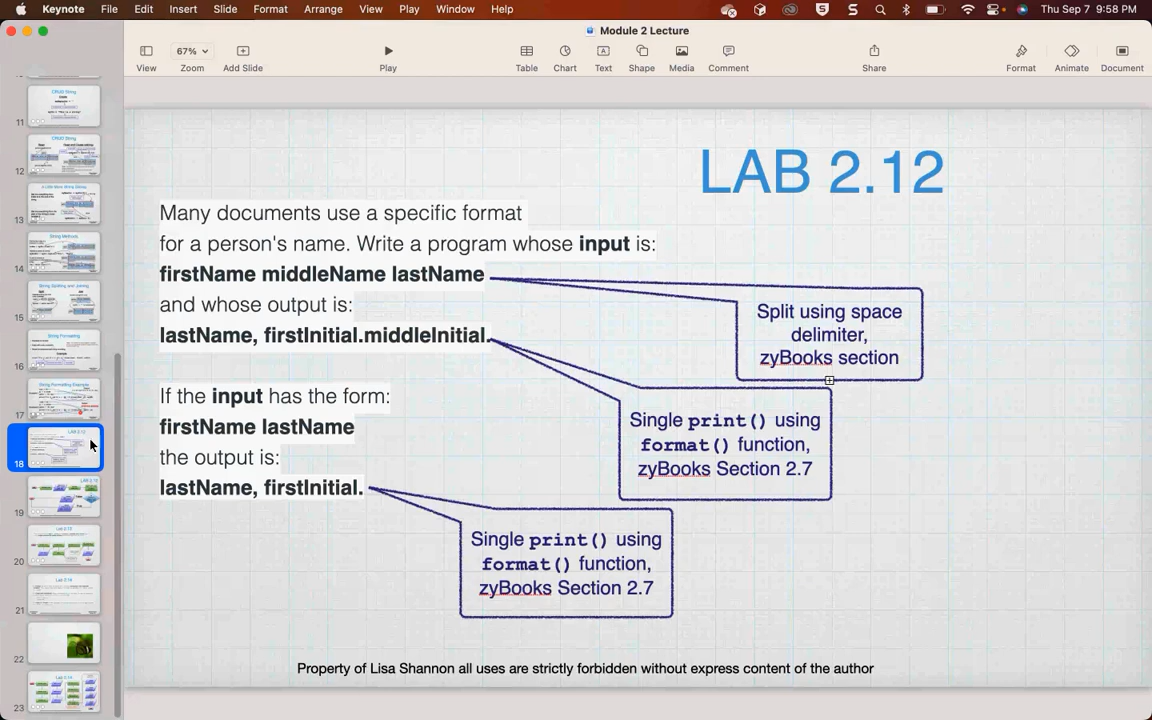 Keynote File Edit Insert Slide Format Arrange View Play Window Help Thu Sep 7 9:58 PM
Module 2 Lecture
67%
View Zoom Add Slide Play Table Chart Text Shape Media Comment Share Format Animate Document
11
12
13
14
15
16
17
18
19
20
21
22
23
LAB 2.12
Many documents use a specific format
for a person's name. Write a program whose input is:
firstName middleName lastName
and whose output is:
lastName, firstInitial.middleInitial.
If the input has the form:
firstName lastName
the output is:
lastName, firstInitial.
Split using space
delimiter,
zyBooks section
Single print() using
format() function,
zyBooks Section 2.7
Single print() using
format() function,
zyBooks Section 2.7
Property of Lisa Shannon all uses are strictly forbidden without express content of the author